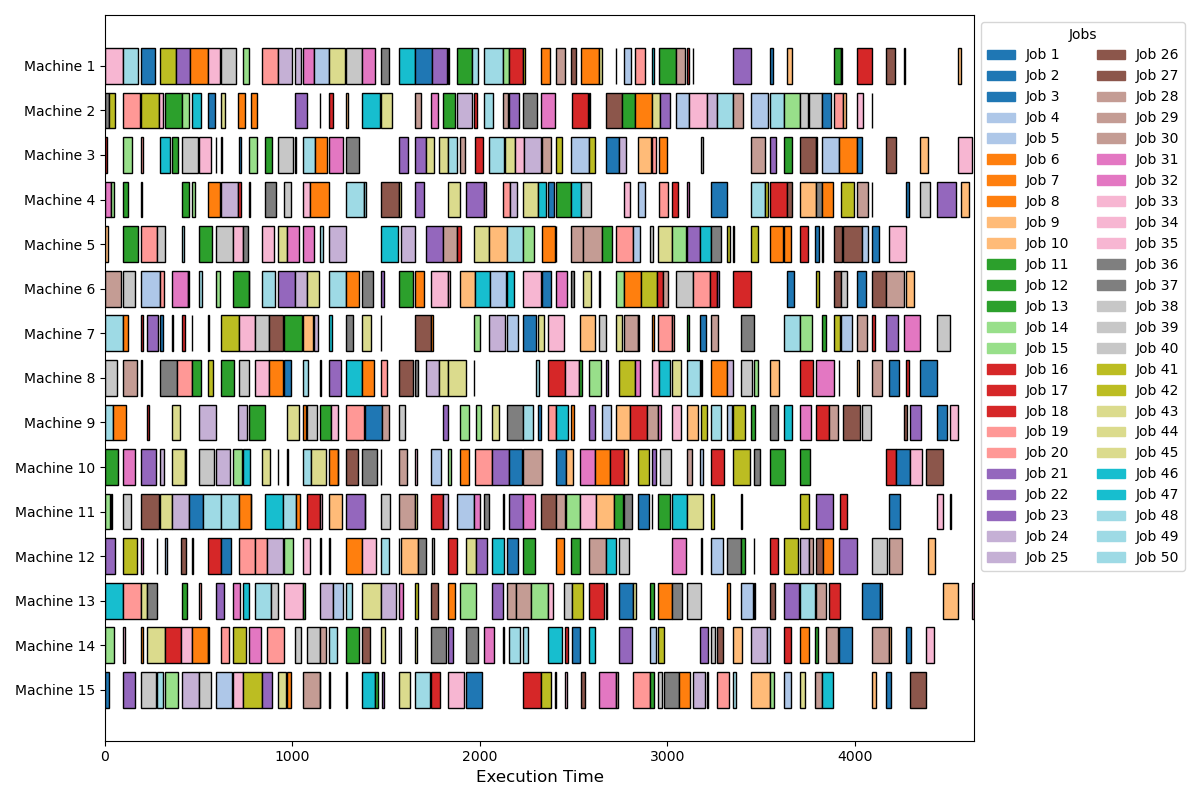 Machine 1
Machine 2
Machine 3
Machine 4
Machine 5
Machine 6
Machine 7
Machine 8
Machine 9
Machine 10
Machine 11
Machine 12
Machine 13
Machine 14
Machine 15
0 1000 2000 3000 4000
Execution Time
Jobs
Job 1
Job 2
Job 3
Job 4
Job 5
Job 6
Job 7
Job 8
Job 9
Job 10
Job 11
Job 12
Job 13
Job 14
Job 15
Job 16
Job 17
Job 18
Job 19
Job 20
Job 21
Job 22
Job 23
Job 24
Job 25
Job 26
Job 27
Job 28
Job 29
Job 30
Job 31
Job 32
Job 33
Job 34
Job 35
Job 36
Job 37
Job 38
Job 39
Job 40
Job 41
Job 42
Job 43
Job 44
Job 45
Job 46
Job 47
Job 48
Job 49
Job 50